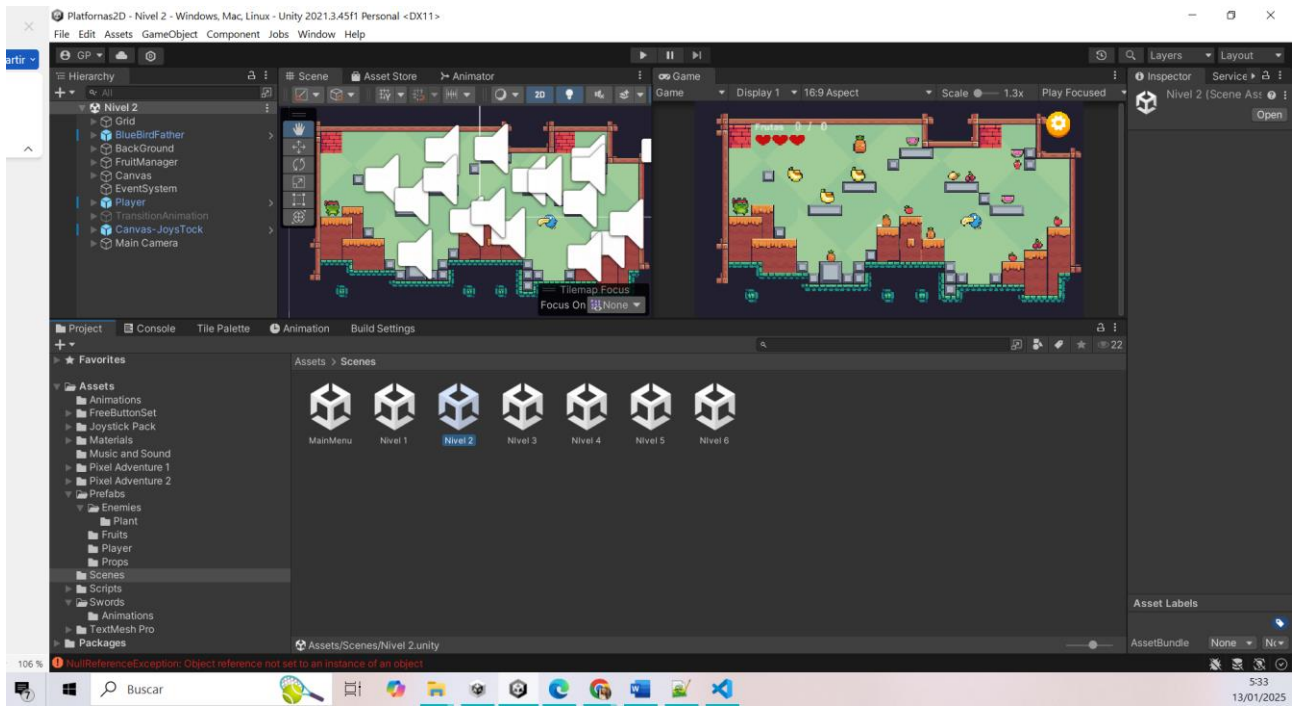 Platfornas2D - Nivel 2 - Windows, Mac, Linux - Unity 2021.3.45f1 Personal <DX11>
File Edit Assets GameObject Component Jobs Window Help
artir
GP
Layers
Layout
Hierarchy
Scene
Asset Store
Animator
Game
Inspector
Service
All
2D
Game
Display 1
16:9 Aspect
Scale
1.3x
Play Focused
Nivel 2 (Scene Ass
Open
Nivel 2
Grid
BlueBirdFather
BackGround
FruitManager
Canvas
EventSystem
Player
TransitionAnimation
Canvas-JoysTock
Main Camera
Frutas 0 / 0
Tilemap Focus
Focus On
None
Project
Console
Tile Palette
Animation
Build Settings
22
Favorites
Assets > Scenes
Assets
Animations
FreeButtonSet
Joystick Pack
Materials
Music and Sound
Pixel Adventure 1
Pixel Adventure 2
Prefabs
Enemies
Plant
Fruits
Player
Props
Scenes
Scripts
Swords
Animations
TextMesh Pro
Packages
MainMenu
Nivel 1
Nivel 2
NIvel 3
NIvel 4
NIvel 5
NIvel 6
Assets/Scenes/Nivel 2.unity
Asset Labels
AssetBundle
None
106 %
NullReferenceException: Object reference not set to an instance of an object
Buscar
5:33
13/01/2025